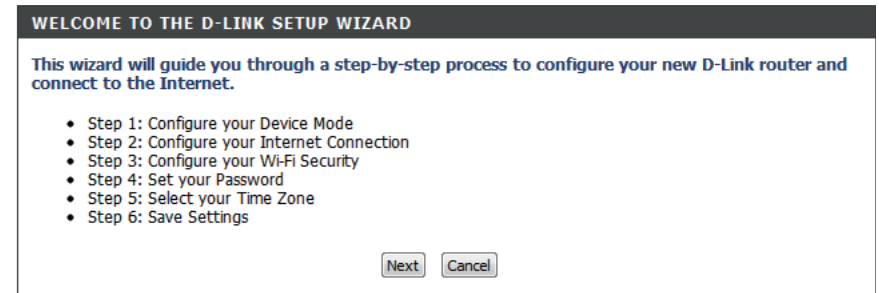 WELCOME TO THE D-LINK SETUP WIZARD
This wizard will guide you through a step-by-step process to configure your new D-Link router and
connect to the Internet.
• Step 1: Configure your Device Mode
• Step 2: Configure your Internet Connection
• Step 3: Configure your Wi-Fi Security
• Step 4: Set your Password
• Step 5: Select your Time Zone
• Step 6: Save Settings
Next Cancel